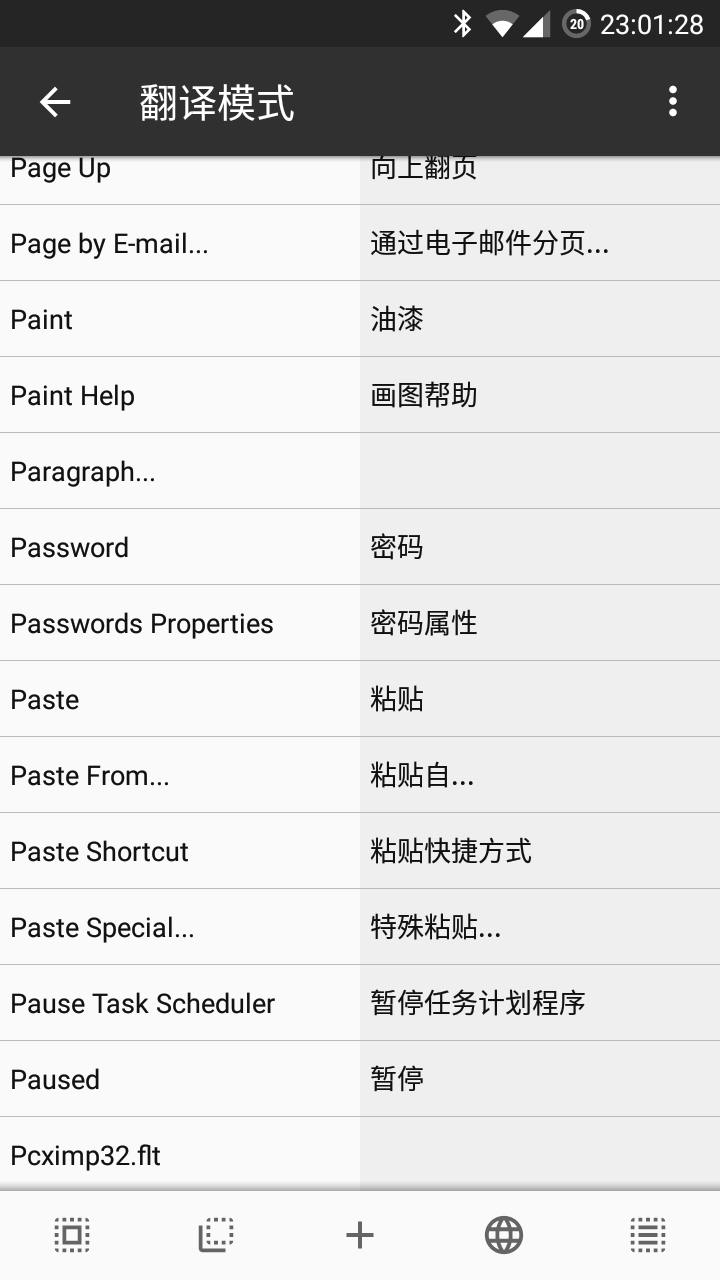 20 23:01:28
翻译模式
Page Up 向上翻页
Page by E-mail... 通过电子邮件分页...
Paint 油漆
Paint Help 画图帮助
Paragraph...
Password 密码
Passwords Properties 密码属性
Paste 粘贴
Paste From... 粘贴自...
Paste Shortcut 粘贴快捷方式
Paste Special... 特殊粘贴...
Pause Task Scheduler 暂停任务计划程序
Paused 暂停
Pcximp32.flt